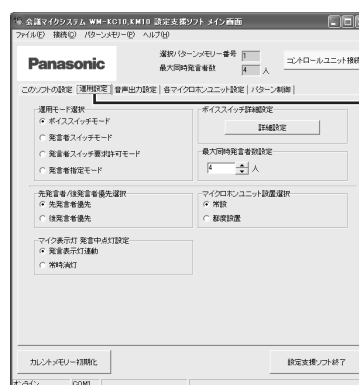 会議マイクシステム WM-KC10,KM10 設定支援ソフト メイン画面
ファイル(F) 接続(C) パターンメモリー(P) ヘルプ(H)
Panasonic
選択パターンメモリー番号 1
最大同時発言者数 4 人
コントロールユニット接続
このソフトの設定 運用設定 音声出力設定 各マイクロホンユニット設定 パターン制御
運用モード選択
ボイススイッチモード
発言者スイッチモード
発言者スイッチ要求許可モード
発言者指定モード
ボイススイッチ詳細設定
詳細設定
最大同時発言者数設定
4 人
先発言者/後発言者優先選択
先発言者優先
後発言者優先
マイクロホンユニット設置選択
常設
都度設置
マイク表示灯 発言中点灯設定
発言表示灯連動
常時消灯
カレントメモリー初期化
設定支援ソフト終了
オンライン COM1